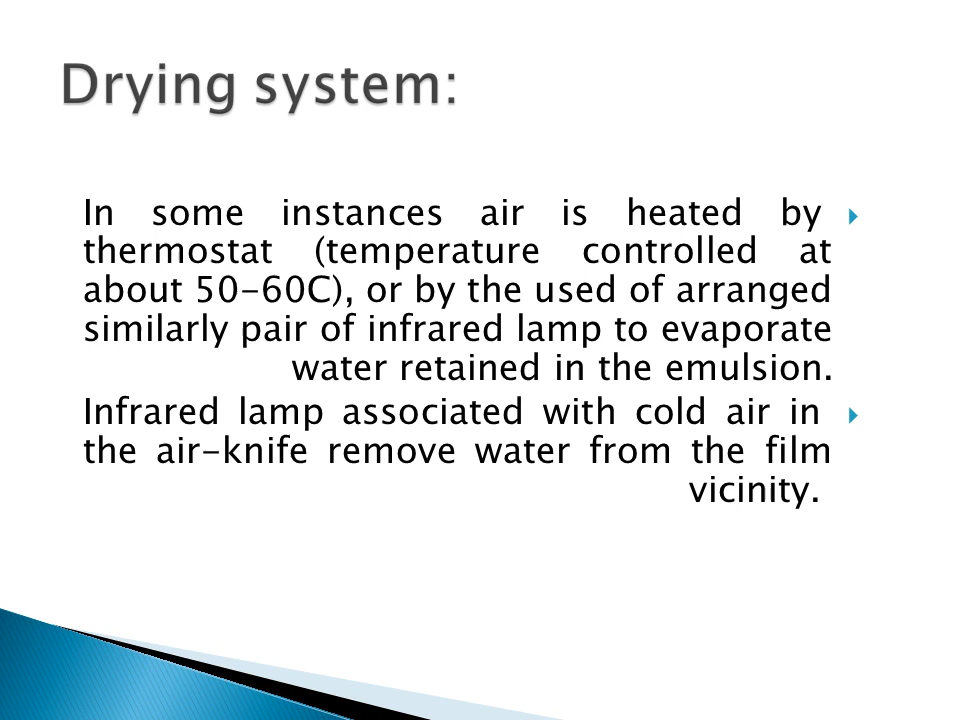 Drying system:
In some instances air is heated by
thermostat (temperature controlled at
about 50-60C), or by the used of arranged
similarly pair of infrared lamp to evaporate
water retained in the emulsion.
Infrared lamp associated with cold air in
the air-knife remove water from the film
vicinity.